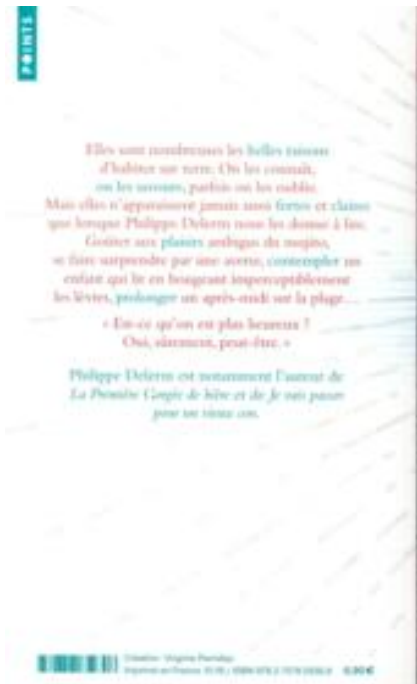 POINTS
Elles sont nombreuses les belles raisons
d'habiter sur terre. On les connaît,
on les savoure, parfois on les oublie.
Mais elles n'apparaissent jamais aussi fortes et claires
que lorsque Philippe Delerm nous les donne à lire.
Goûter aux plaisirs ambigus du mojito,
se faire surprendre par une averse, contempler un
enfant qui lit en bougeant imperceptiblement
les lèvres, prolonger un après-midi sur la plage…
« Est-ce qu'on est plus heureux ?
Oui, sûrement, peut-être. »
Philippe Delerm est notamment l'auteur de
La Première Gorgée de bière et de Je vais passer
pour un vieux con.
Création : Virginie
Imprimé en France